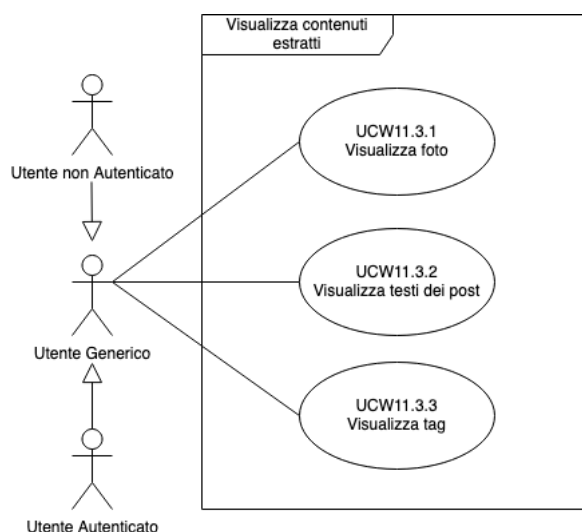 Visualizza contenuti
estratti
UCW11.3.1
Visualizza foto
Utente non Autenticato
UCW11.3.2
Visualizza testi dei post
Utente Generico
UCW11.3.3
Visualizza tag
Utente Autenticato